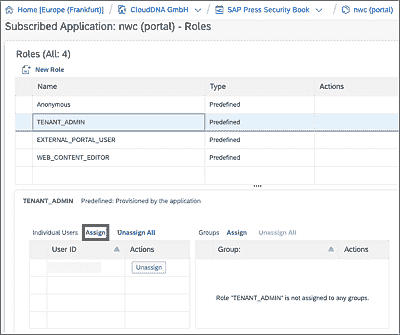 Home [Europe (Frankfurt)] / CloudDNA GmbH / SAP Press Security Book / nwc (portal)
Subscribed Application: nwc (portal) - Roles
Roles (All: 4)
New Role
Name Type Actions
Anonymous Predefined
TENANT_ADMIN Predefined
EXTERNAL_PORTAL_USER Predefined
WEB_CONTENT_EDITOR Predefined
TENANT_ADMIN Predefined: Provisioned by the application
Individual Users Assign Unassign All Groups Assign Unassign All
User ID Actions Group: Actions
Unassign
Role "TENANT_ADMIN" is not assigned to any groups.